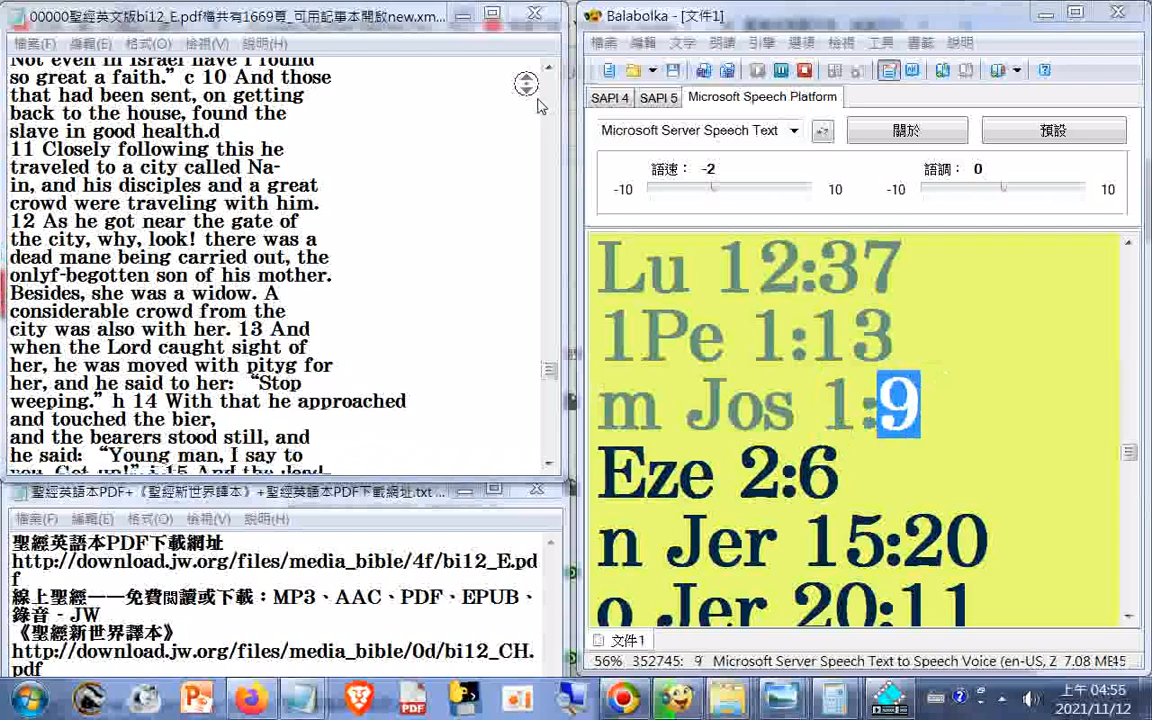 00000聖經英文版bi12_E.pdf檔共有1669頁_可用記事本開啟new.xm...
檔案(F) 編輯(E) 格式(O) 檢視(V) 說明(H)
Not even in Israel have I found
so great a faith.” c 10 And those
that had been sent, on getting
back to the house, found the
slave in good health.d
11 Closely following this he
traveled to a city called Na-
in, and his disciples and a great
crowd were traveling with him.
12 As he got near the gate of
the city, why, look! there was a
dead mane being carried out, the
onlyf-begotten son of his mother.
Besides, she was a widow. A
considerable crowd from the
city was also with her. 13 And
when the Lord caught sight of
her, he was moved with pityg for
her, and he said to her: “Stop
weeping.” h 14 With that he approached
and touched the bier,
and the bearers stood still, and
he said: “Young man, I say to
you, Get up!” i 15 And the dead
聖經英語本PDF+《聖經新世界譯本》+聖經英語本PDF下載網址.txt ...
檔案(F) 編輯(E) 格式(O) 檢視(V) 說明(H)
聖經英語本PDF下載網址
http://download.jw.org/files/media_bible/4f/bi12_E.pd
f
線上聖經——免費閱讀或下載：MP3、AAC、PDF、EPUB、
錄音 - JW
《聖經新世界譯本》
http://download.jw.org/files/media_bible/0d/bi12_CH.
pdf
Balabolka - [文件1]
檔案 編輯 文字 朗讀 引擎 選項 檢視 工具 書籤 說明
SAPI 4 SAPI 5 Microsoft Speech Platform
Microsoft Server Speech Text 關於 預設
語速： -2 語調： 0
-10 10 -10 10
Lu 12:37
1Pe 1:13
m Jos 1:9
Eze 2:6
n Jer 15:20
o Jer 20:11
文件1
56% 352745: 9 Microsoft Server Speech Text to Speech Voice (en-US, Z 7.08 ME45
PDF
上午 04:55
2021/11/12